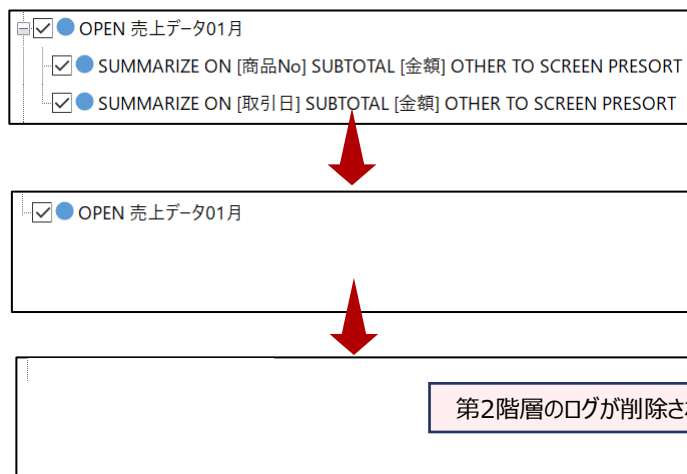 OPEN 売上データ01月
SUMMARIZE ON [商品No] SUBTOTAL [金額] OTHER TO SCREEN PRESORT
SUMMARIZE ON [取引日] SUBTOTAL [金額] OTHER TO SCREEN PRESORT
OPEN 売上データ01月
第2階層のログが削除さ